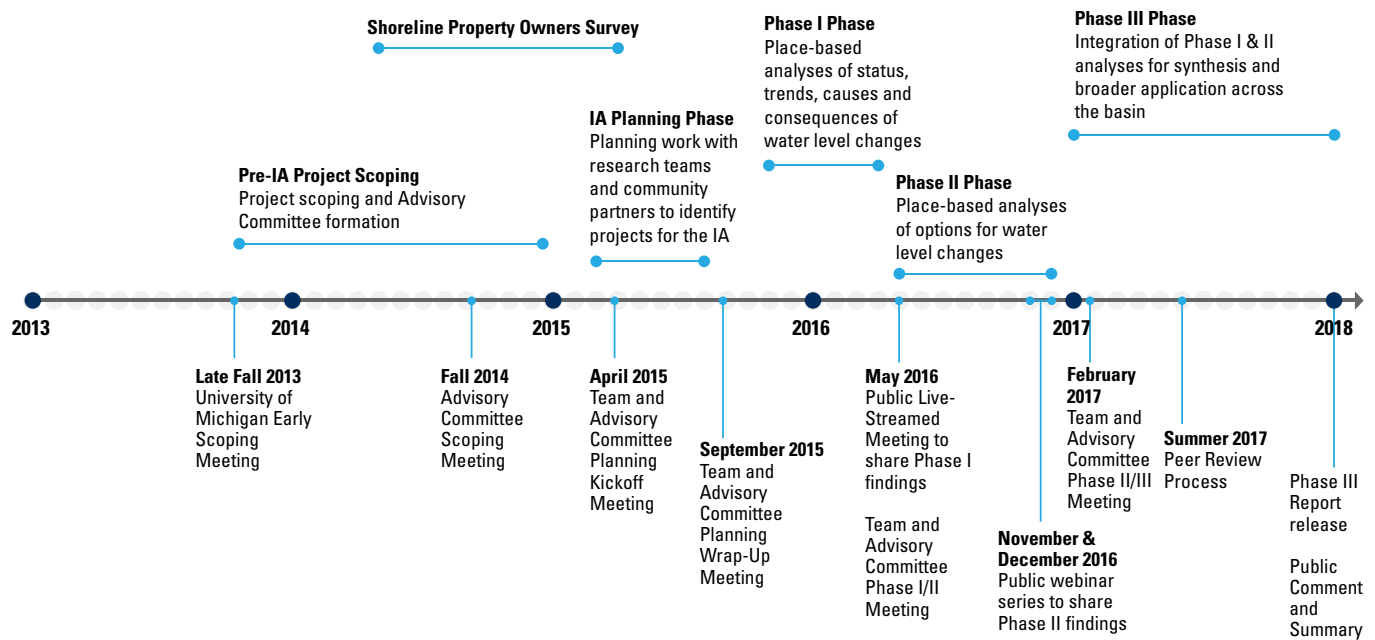 Shoreline Property Owners Survey
Phase I Phase
Place-based
analyses of status,
trends, causes and
consequences of
water level changes
Phase III Phase
Integration of Phase I & II
analyses for synthesis and
broader application across
the basin
IA Planning Phase
Planning work with
research teams
and community
partners to identify
projects for the IA
Pre-IA Project Scoping
Project scoping and Advisory
Committee formation
Phase II Phase
Place-based analyses
of options for water
level changes
2013
2014
2015
2016
2017
2018
Late Fall 2013
University of
Michigan Early
Scoping
Meeting
Fall 2014
Advisory
Committee
Scoping
Meeting
April 2015
Team and
Advisory
Committee
Planning
Kickoff
Meeting
September 2015
Team and
Advisory
Committee
Planning
Wrap-Up
Meeting
May 2016
Public Live-
Streamed
Meeting to
share Phase I
findings
Team and
Advisory
Committee
Phase I/II
Meeting
November &
December 2016
Public webinar
series to share
Phase II findings
February
2017
Team and
Advisory
Committee
Phase II/III
Meeting
Summer 2017
Peer Review
Process
Phase III
Report
release
Public
Comment
and
Summary